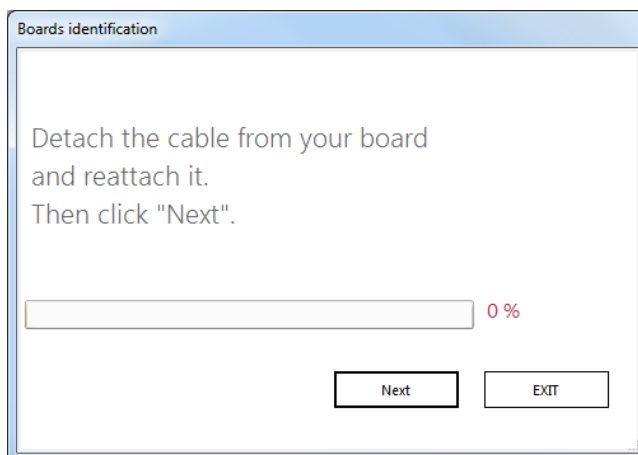 Boards identification
Detach the cable from your board
and reattach it.
Then click "Next".
0 %
Next
EXIT